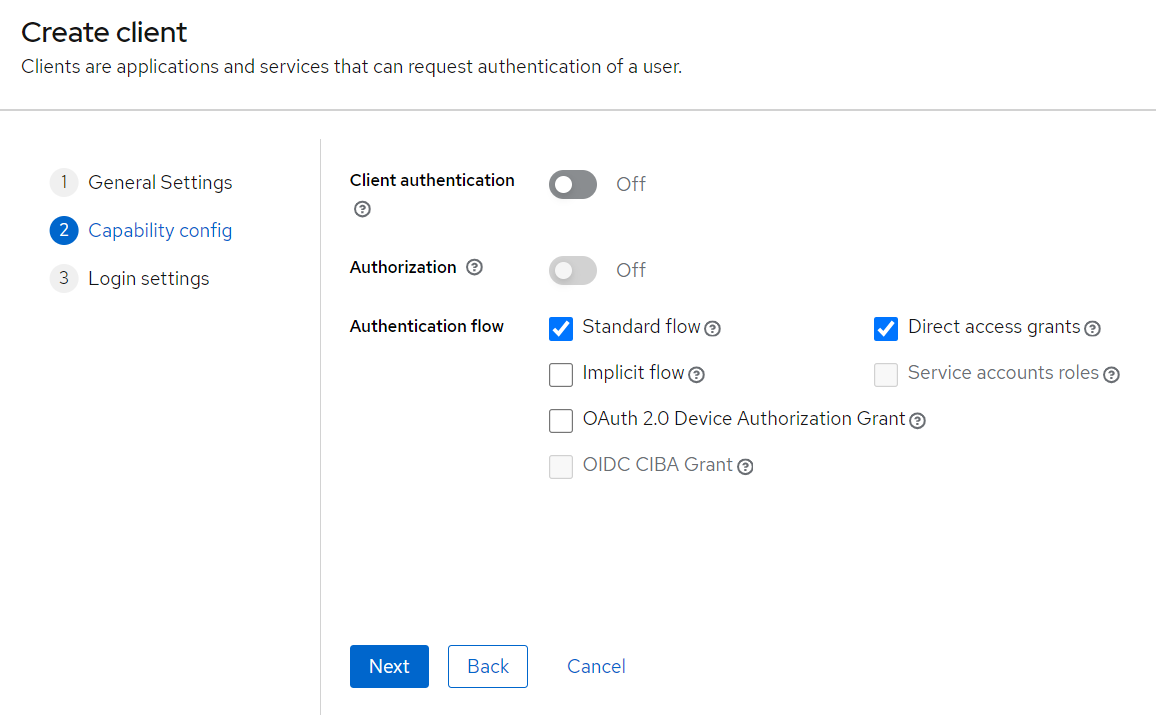 Create client
Clients are applications and services that can request authentication of a user.
1 General Settings
2 Capability config
3 Login settings
Client authentication
Off
Authorization
Off
Authentication flow
Standard flow
Direct access grants
Implicit flow
Service accounts roles
OAuth 2.0 Device Authorization Grant
OIDC CIBA Grant
Next
Back
Cancel